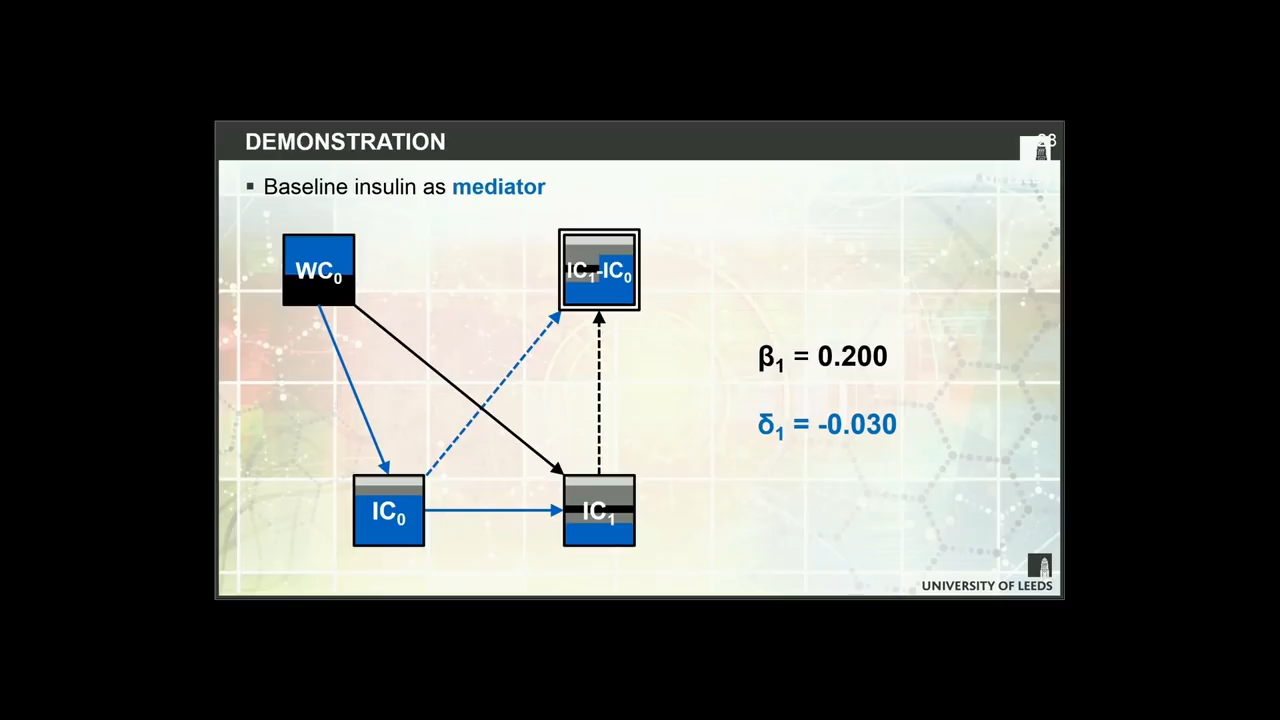 DEMONSTRATION
▪ Baseline insulin as mediator
WC₀
IC₁-IC₀
β₁ = 0.200
δ₁ = -0.030
IC₀
IC₁
UNIVERSITY OF LEEDS